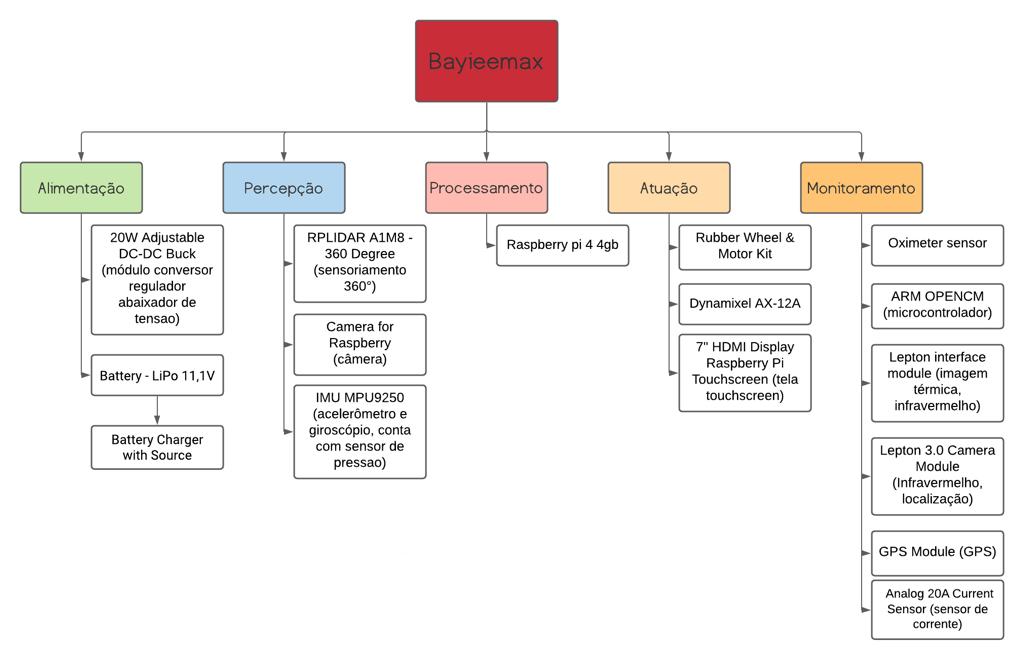 Bayieemax
Alimentação
Percepção
Processamento
Atuação
Monitoramento
20W Adjustable
DC-DC Buck
(módulo conversor
regulador
abaixador de
tensao)
Battery - LiPo 11,1V
Battery Charger
with Source
RPLIDAR A1M8 -
360 Degree
(sensoriamento
360°)
Camera for
Raspberry
(câmera)
IMU MPU9250
(acelerômetro e
giroscópio, conta
com sensor de
pressao)
Raspberry pi 4 4gb
Rubber Wheel &
Motor Kit
Dynamixel AX-12A
7" HDMI Display
Raspberry Pi
Touchscreen (tela
touchscreen)
Oximeter sensor
ARM OPENCM
(microcontrolador)
Lepton interface
module (imagem
térmica,
infravermelho)
Lepton 3.0 Camera
Module
(Infravermelho,
localização)
GPS Module (GPS)
Analog 20A Current
Sensor (sensor de
corrente)